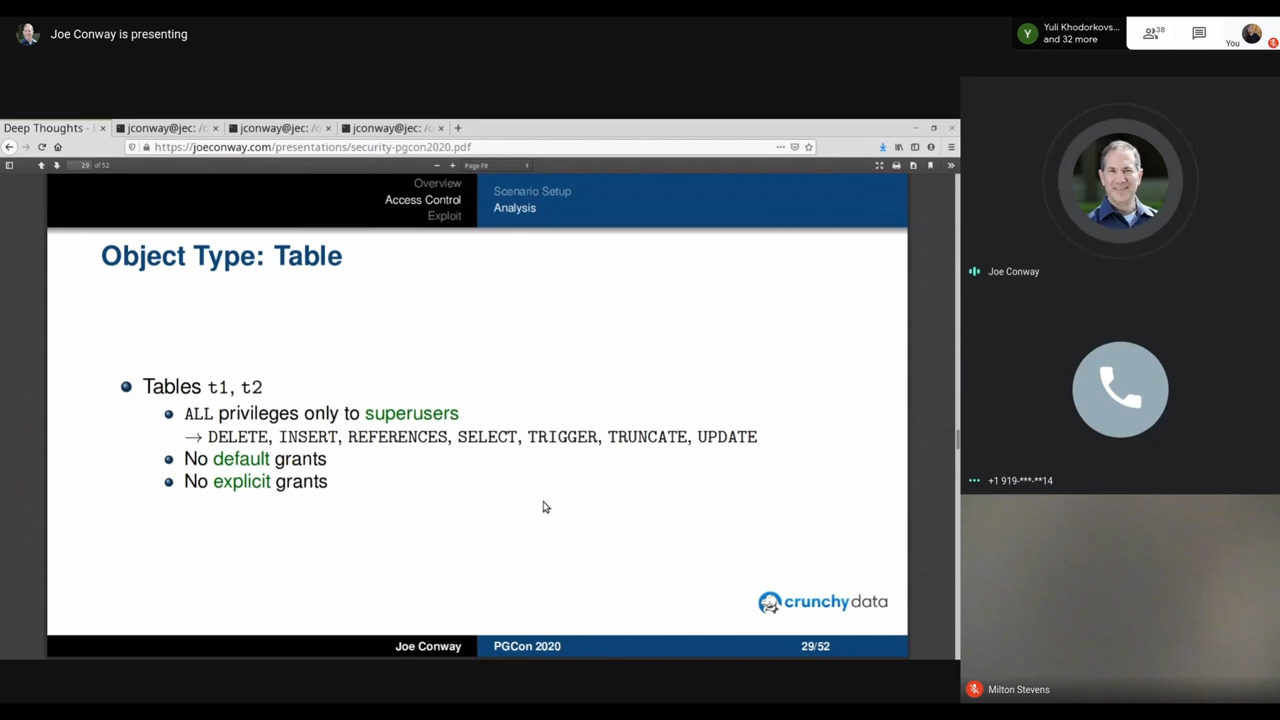 Joe Conway is presenting
Y
Yuli Khodorkovs...
and 32 more
38
You
Deep Thoughts -
jconway@jec: /
jconway@jec: /
jconway@jec: /
https://joeconway.com/presentations/security-pgcon2020.pdf
29 of 52
Page Fit
Overview
Access Control
Exploit
Scenario Setup
Analysis
Object Type: Table
Tables t1, t2
ALL privileges only to superusers
→ DELETE, INSERT, REFERENCES, SELECT, TRIGGER, TRUNCATE, UPDATE
No default grants
No explicit grants
crunchydata
Joe Conway
PGCon 2020
29/52
Joe Conway
+1 919-***-**14
Milton Stevens